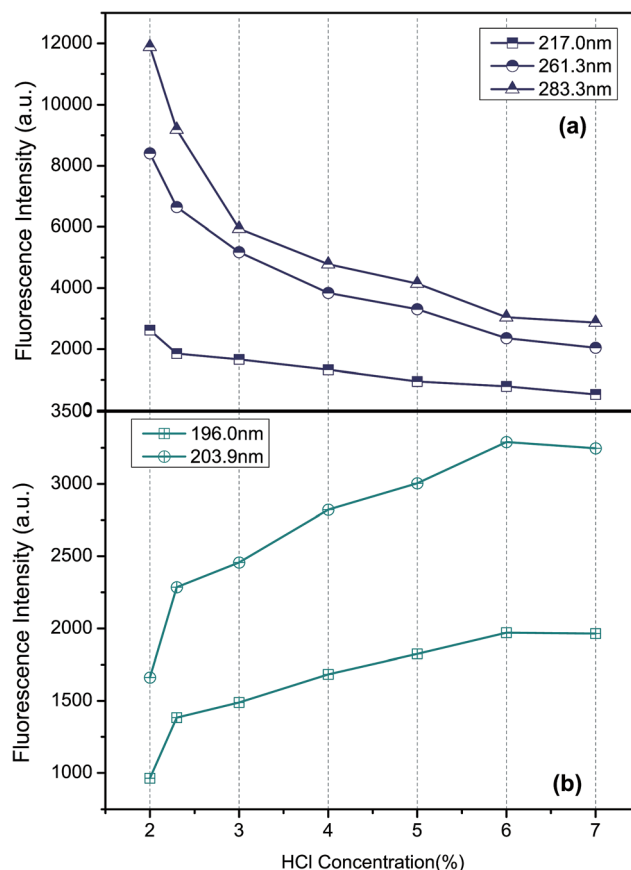 12000
10000
8000
6000
4000
2000
0
Fluorescence Intensity (a.u.)
217.0nm
261.3nm
283.3nm
(a)
3500
3000
2500
2000
1500
1000
Fluorescence Intensity (a.u.)
196.0nm
203.9nm
(b)
2 3 4 5 6 7
HCl Concentration(%)